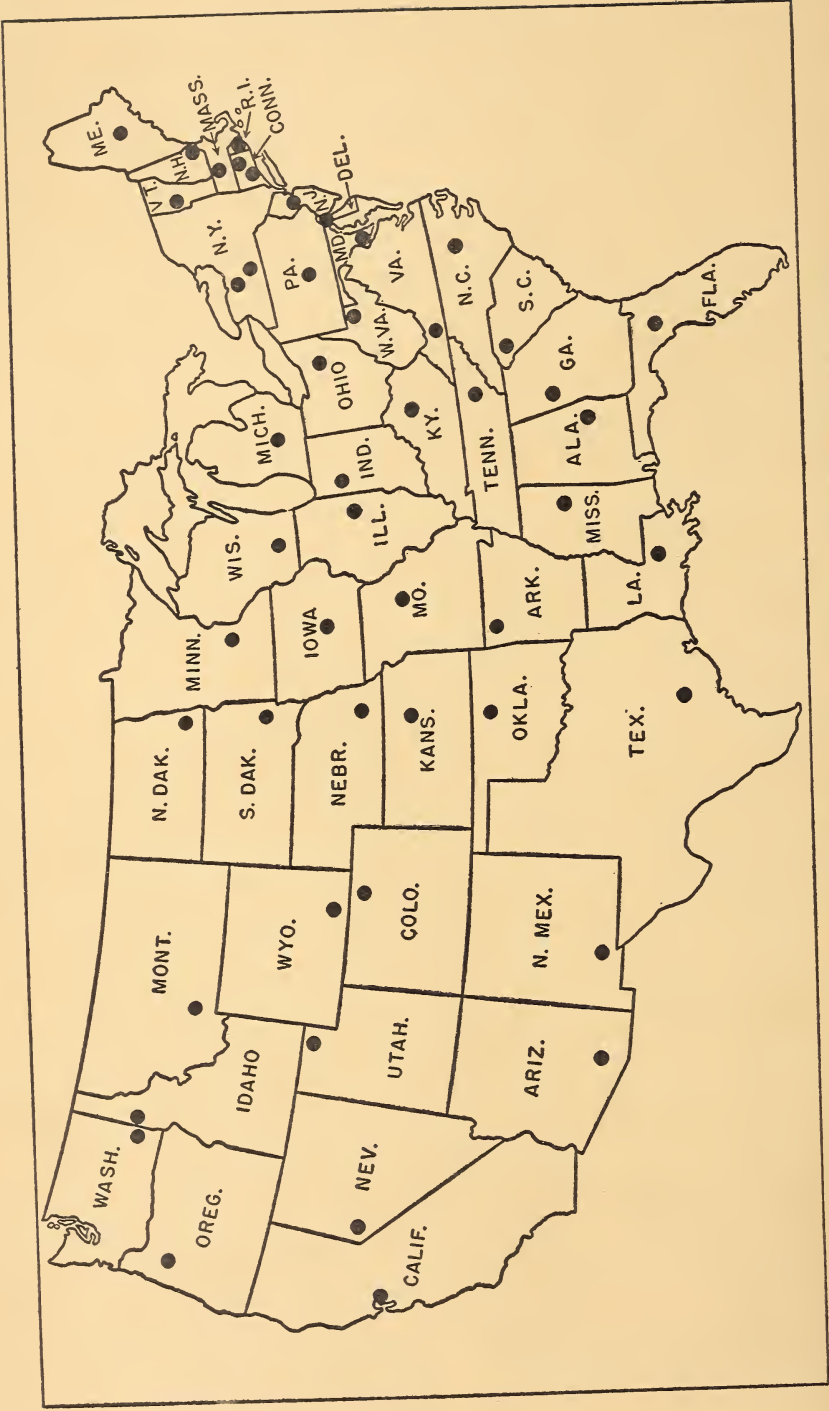 WASH.
OREG.
CALIF.
IDAHO
NEV.
MONT.
WYO.
UTAH.
ARIZ.
COLO.
N. MEX.
N. DAK.
S. DAK.
NEBR.
KANS.
OKLA.
TEX.
MINN.
IOWA
MO.
ARK.
LA.
WIS.
ILL.
MISS.
MICH.
IND.
KY.
TENN.
ALA.
OHIO
W.VA.
GA.
FLA.
S.C.
N.C.
VA.
MD.
DEL.
PA.
N.J.
N.Y.
VT.
N.H.
ME.
MASS.
R.I.
CONN.